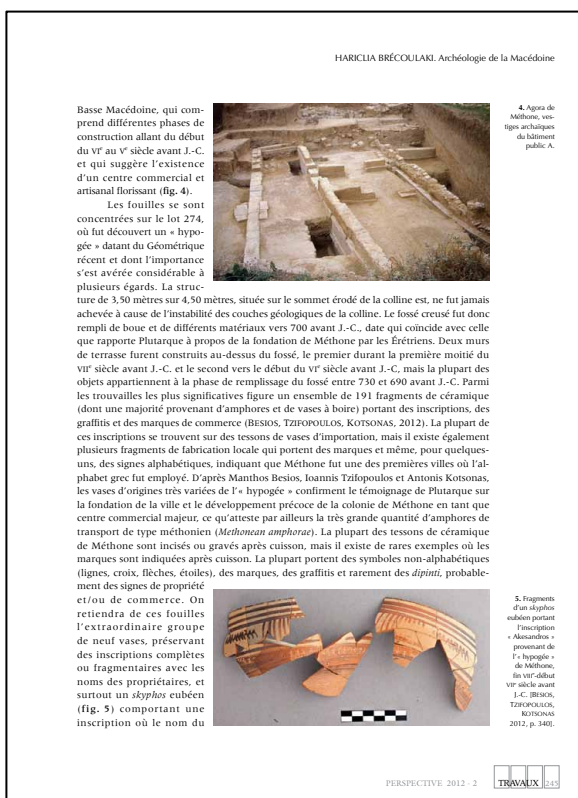 HARICLIA BRÉCOULAKI. Archéologie de la Macédoine
Basse Macédoine, qui com-
prend différentes phases de
construction allant du début
du VIe au Ve siècle avant J.-C.
et qui suggère l'existence
d'un centre commercial et
artisanal florissant (fig. 4).
Les fouilles se sont
concentrées sur le lot 274,
où fut découvert un « hypo-
gée » datant du Géométrique
récent et dont l'importance
s'est avérée considérable à
plusieurs égards. La struc-
ture de 3,50 mètres sur 4,50 mètres, située sur le sommet érodé de la colline est, ne fut jamais
achevée à cause de l'instabilité des couches géologiques de la colline. Le fossé creusé fut donc
rempli de boue et de différents matériaux vers 700 avant J.-C., date qui coïncide avec celle
que rapporte Plutarque à propos de la fondation de Méthone par les Érétriens. Deux murs
de terrasse furent construits au-dessus du fossé, le premier durant la première moitié du
VIIe siècle avant J.-C. et le second vers le début du VIe siècle avant J.-C, mais la plupart des
objets appartiennent à la phase de remplissage du fossé entre 730 et 690 avant J.-C. Parmi
les trouvailles les plus significatives figure un ensemble de 191 fragments de céramique
(dont une majorité provenant d'amphores et de vases à boire) portant des inscriptions, des
graffitis et des marques de commerce (BESIOS, TZIFOPOULOS, KOTSONAS, 2012). La plupart de
ces inscriptions se trouvent sur des tessons de vases d'importation, mais il existe également
plusieurs fragments de fabrication locale qui portent des marques et même, pour quelques-
uns, des signes alphabétiques, indiquant que Méthone fut une des premières villes où l'al-
phabet grec fut employé. D'après Manthos Besios, Ioannis Tzifopoulos et Antonis Kotsonas,
les vases d'origines très variées de l'« hypogée » confirment le témoignage de Plutarque sur
la fondation de la ville et le développement précoce de la colonie de Méthone en tant que
centre commercial majeur, ce qu'atteste par ailleurs la très grande quantité d'amphores de
transport de type méthonien (Methonean amphorae). La plupart des tessons de céramique
de Méthone sont incisés ou gravés après cuisson, mais il existe de rares exemples où les
marques sont indiquées après cuisson. La plupart portent des symboles non-alphabétiques
(lignes, croix, flèches, étoiles), des marques, des graffitis et rarement des dipinti, probable-
ment des signes de propriété
et/ou de commerce. On
retiendra de ces fouilles
l'extraordinaire groupe
de neuf vases, préservant
des inscriptions complètes
ou fragmentaires avec les
noms des propriétaires, et
surtout un skyphos eubéen
(fig. 5) comportant une
inscription où le nom du
4. Agora de
Méthone, ves-
tiges archaïques
du bâtiment
public A.
5. Fragments
d'un skyphos
eubéen portant
l'inscription
« Akesandros »
provenant de
l'« hypogée »
de Méthone,
fin VIIIe-début
VIIe siècle avant
J.-C. [BESIOS,
TZIFOPOULOS,
KOTSONAS
2012, p. 340].
PERSPECTIVE 2012 - 2
TRAVAUX 245